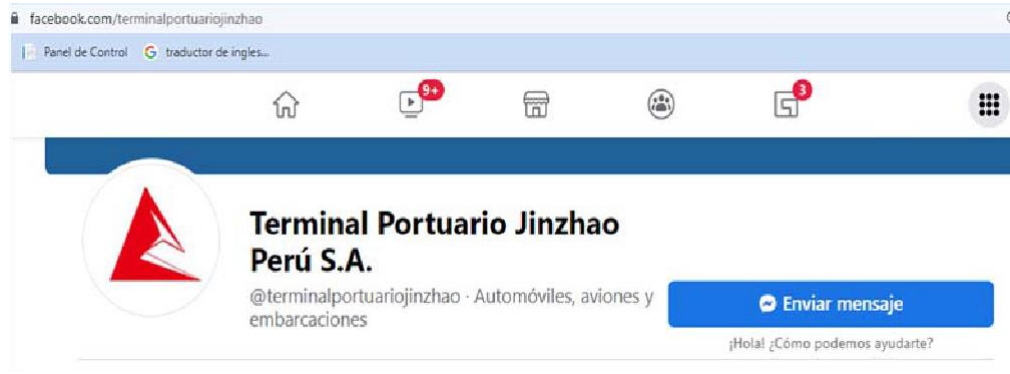 facebook.com/terminalportuariojinzhao
Panel de Control traductor de ingles...
9+
3
Terminal Portuario Jinzhao
Perú S.A.
@terminalportuariojinzhao · Automóviles, aviones y
embarcaciones
Enviar mensaje
¡Hola! ¿Cómo podemos ayudarte?